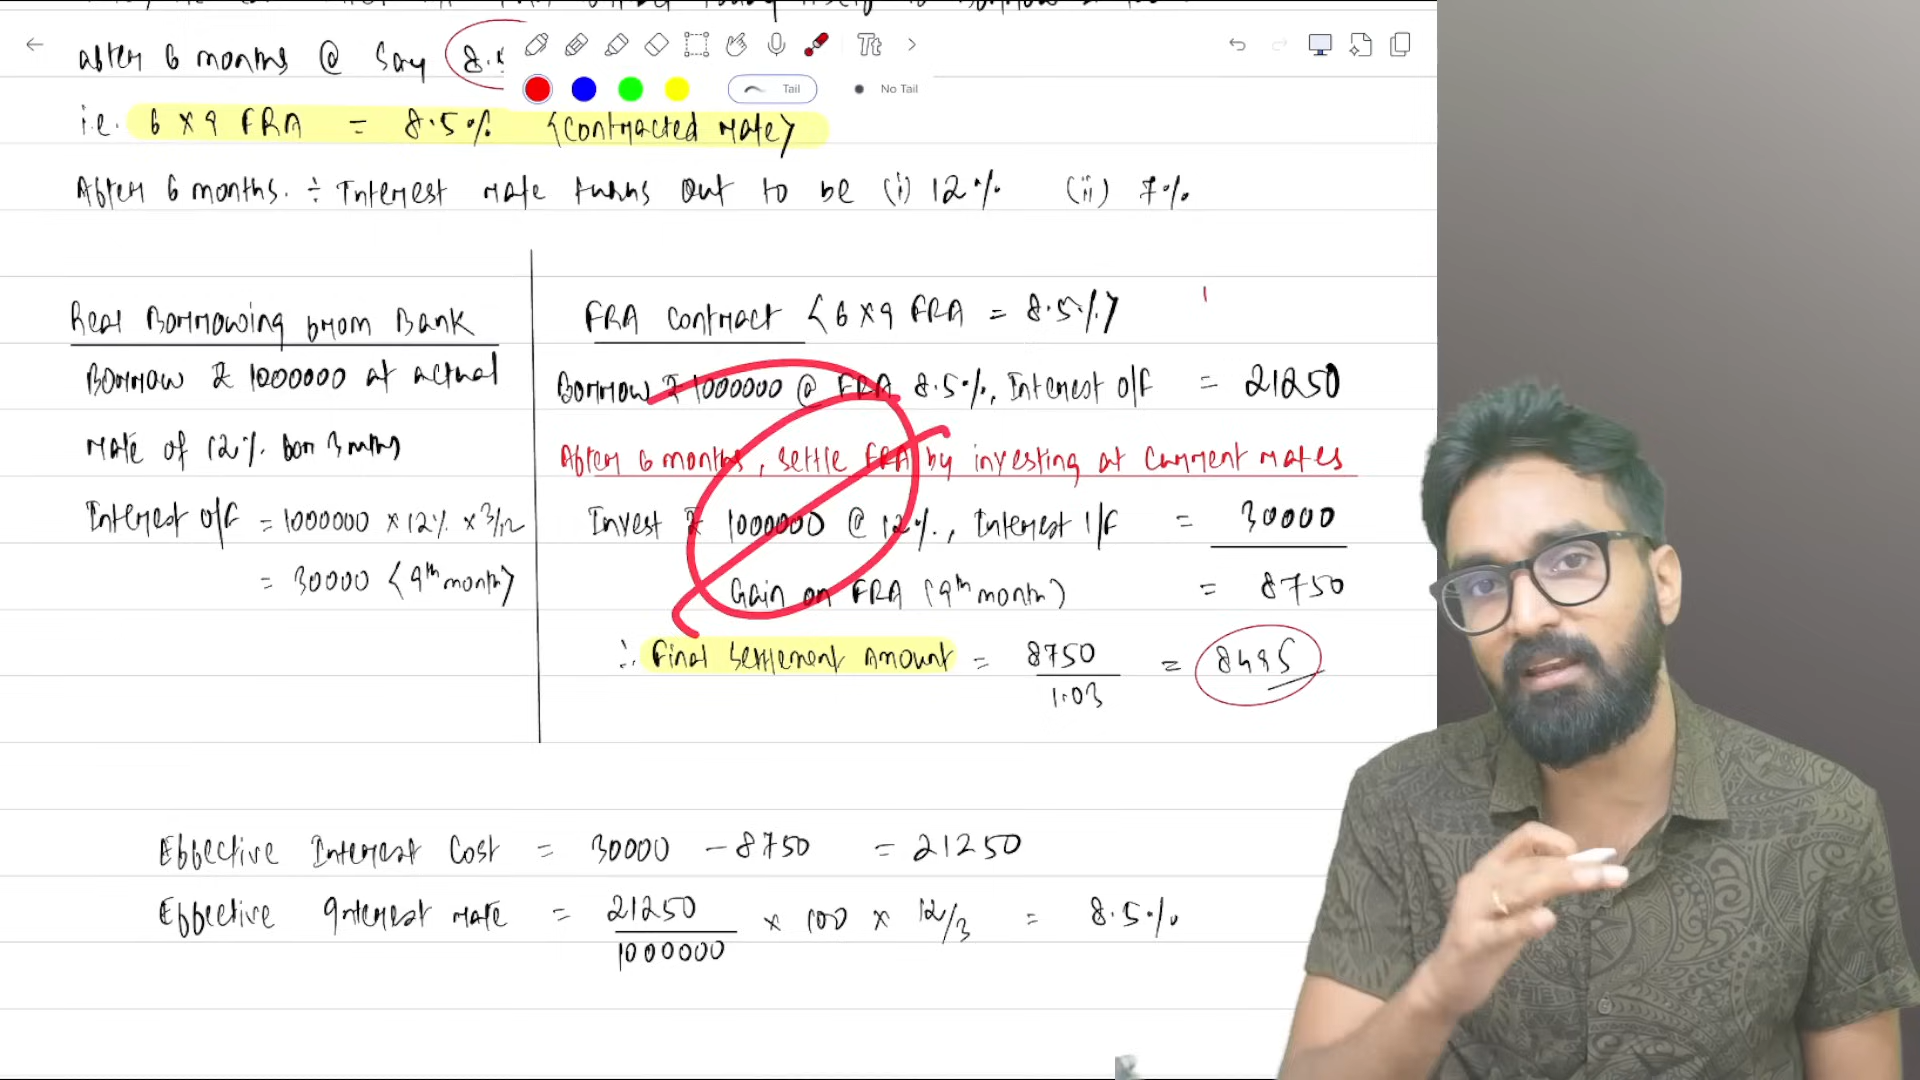 after 6 months @ say 8.5
Tail
No Tail
i.e. 6 x 9 FRA = 8.5% {Contracted rate}
After 6 months. ÷ Interest rate turns out to be (i) 12% (ii) 7%
Real Borrowing from Bank
Borrow ₹ 1000000 at actual
rate of 12% for 3 mths
Interest o/f = 1000000 x 12% x 3/12
= 30000 <9th month>
FRA Contract <6 x 9 FRA = 8.5%>
Borrow ₹ 1000000 @ FRA 8.5%, Interest o/f = 21250
After 6 months, settle FRA by investing at current rates
Invest ₹ 1000000 @ 12%, Interest I/F = 30000
Gain on FRA (9th month) = 8750
∴ Final Settlement Amount = 8750/1.03 = 8495
Effective Interest Cost = 30000 - 8750 = 21250
Effective Interest rate = 21250/1000000 x 100 x 12/3 = 8.5%